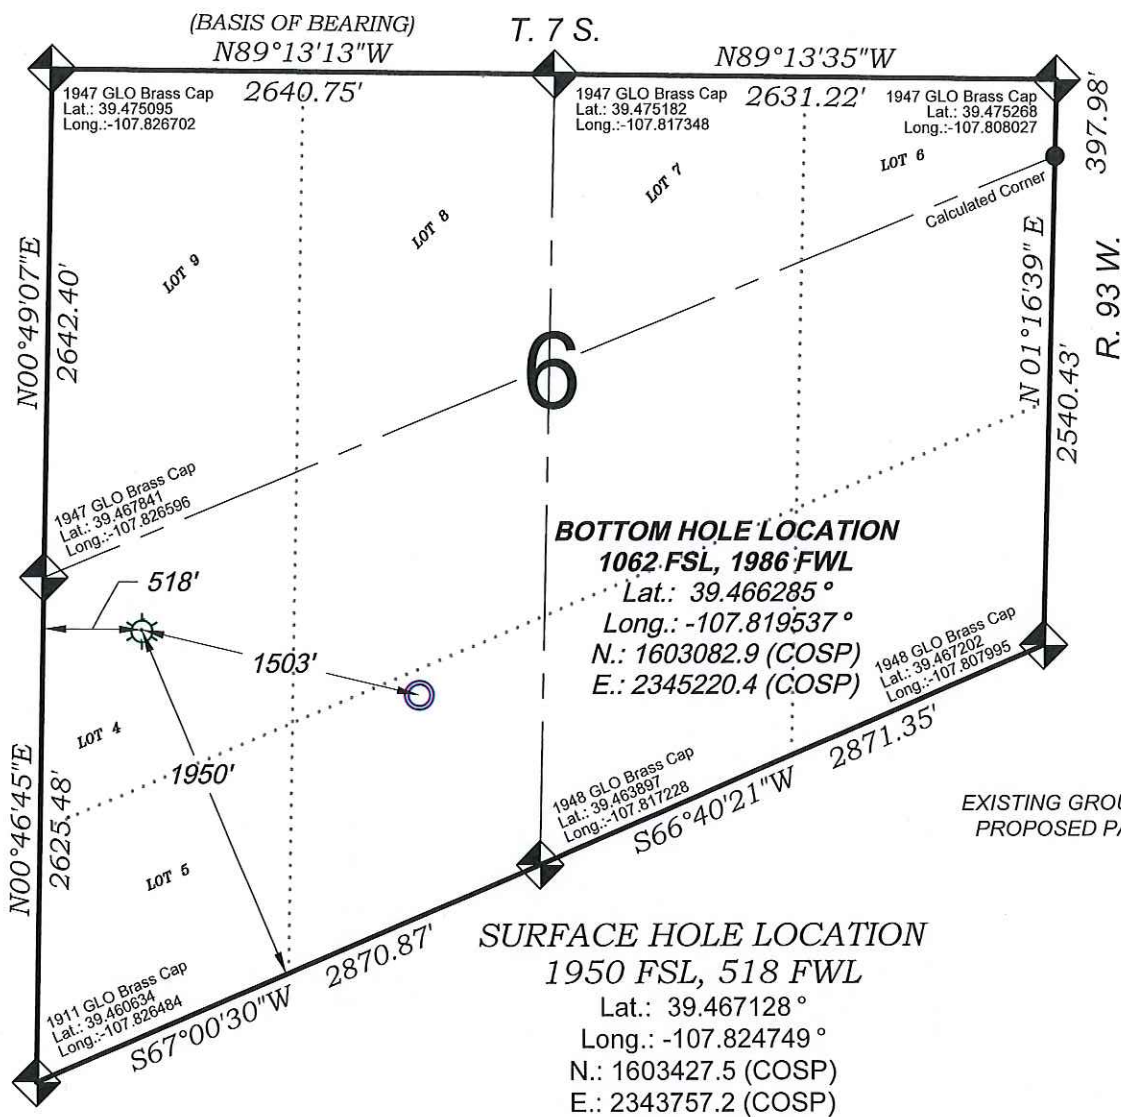 (BASIS OF BEARING)
N89°13'13"W
T. 7 S.
N89°13'35"W
2640.75'
2631.22'
1947 GLO Brass Cap
Lat.: 39.475095
Long.:-107.826702
1947 GLO Brass Cap
Lat.: 39.475182
Long.:-107.817348
1947 GLO Brass Cap
Lat.: 39.475268
Long.:-107.808027
397.98'
LOT 6
LOT 7
LOT 8
LOT 9
Calculated Corner
N 01°16'39" E
2540.43'
R. 93 W.
N00°49'07"E
2642.40'
6
1947 GLO Brass Cap
Lat.: 39.467841
Long.:-107.826596
518'
1503'
BOTTOM HOLE LOCATION
1062 FSL, 1986 FWL
Lat.: 39.466285 °
Long.: -107.819537 °
N.: 1603082.9 (COSP)
E.: 2345220.4 (COSP)
1948 GLO Brass Cap
Lat.: 39.467202
Long.:-107.807995
LOT 4
1950'
N00°46'45"E
2625.48'
LOT 5
1948 GLO Brass Cap
Lat.: 39.463897
Long.:-107.817228
S66°40'21"W
2871.35'
EXISTING GROU
PROPOSED PA
1911 GLO Brass Cap
Lat.: 39.460634
Long.:-107.826484
S67°00'30"W
2870.87'
SURFACE HOLE LOCATION
1950 FSL, 518 FWL
Lat.: 39.467128 °
Long.: -107.824749 °
N.: 1603427.5 (COSP)
E.: 2343757.2 (COSP)